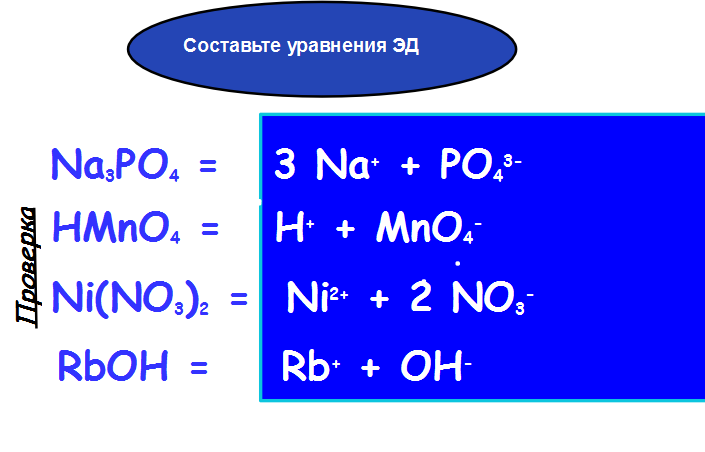 Составьте уравнения ЭД
Na₃PO₄ = 3 Na⁺ + PO₄³⁻
HMnO₄ = H⁺ + MnO₄⁻
Ni(NO₃)₂ = Ni²⁺ + 2 NO₃⁻
RbOH = Rb⁺ + OH⁻
Проверка